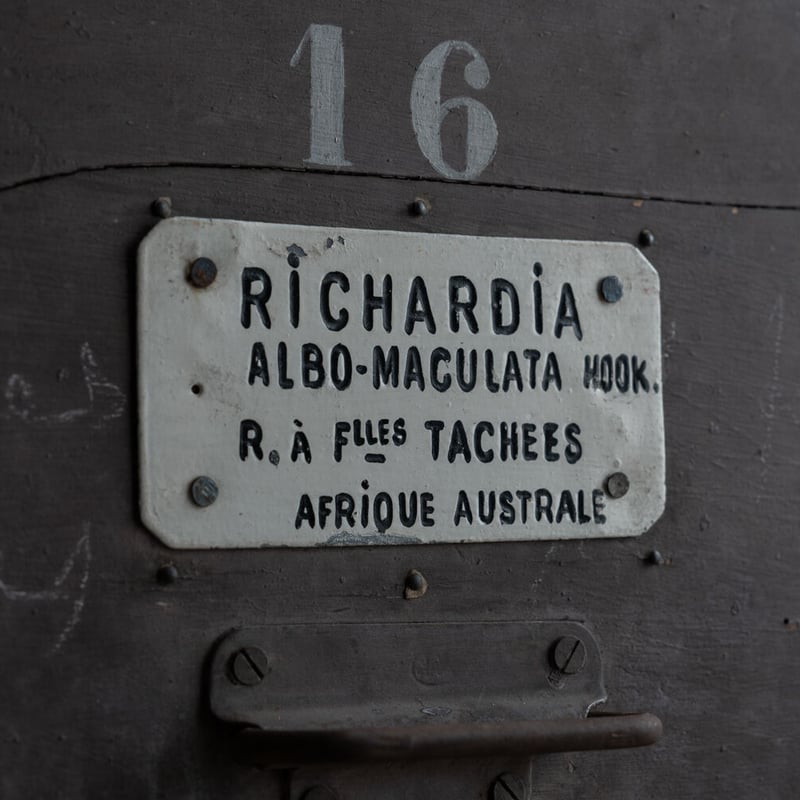 16
RiCHARDiA
ALBO-MACULATA HOOK.
R. À FLLES TACHEES
AFRiQUE AUSTRALE